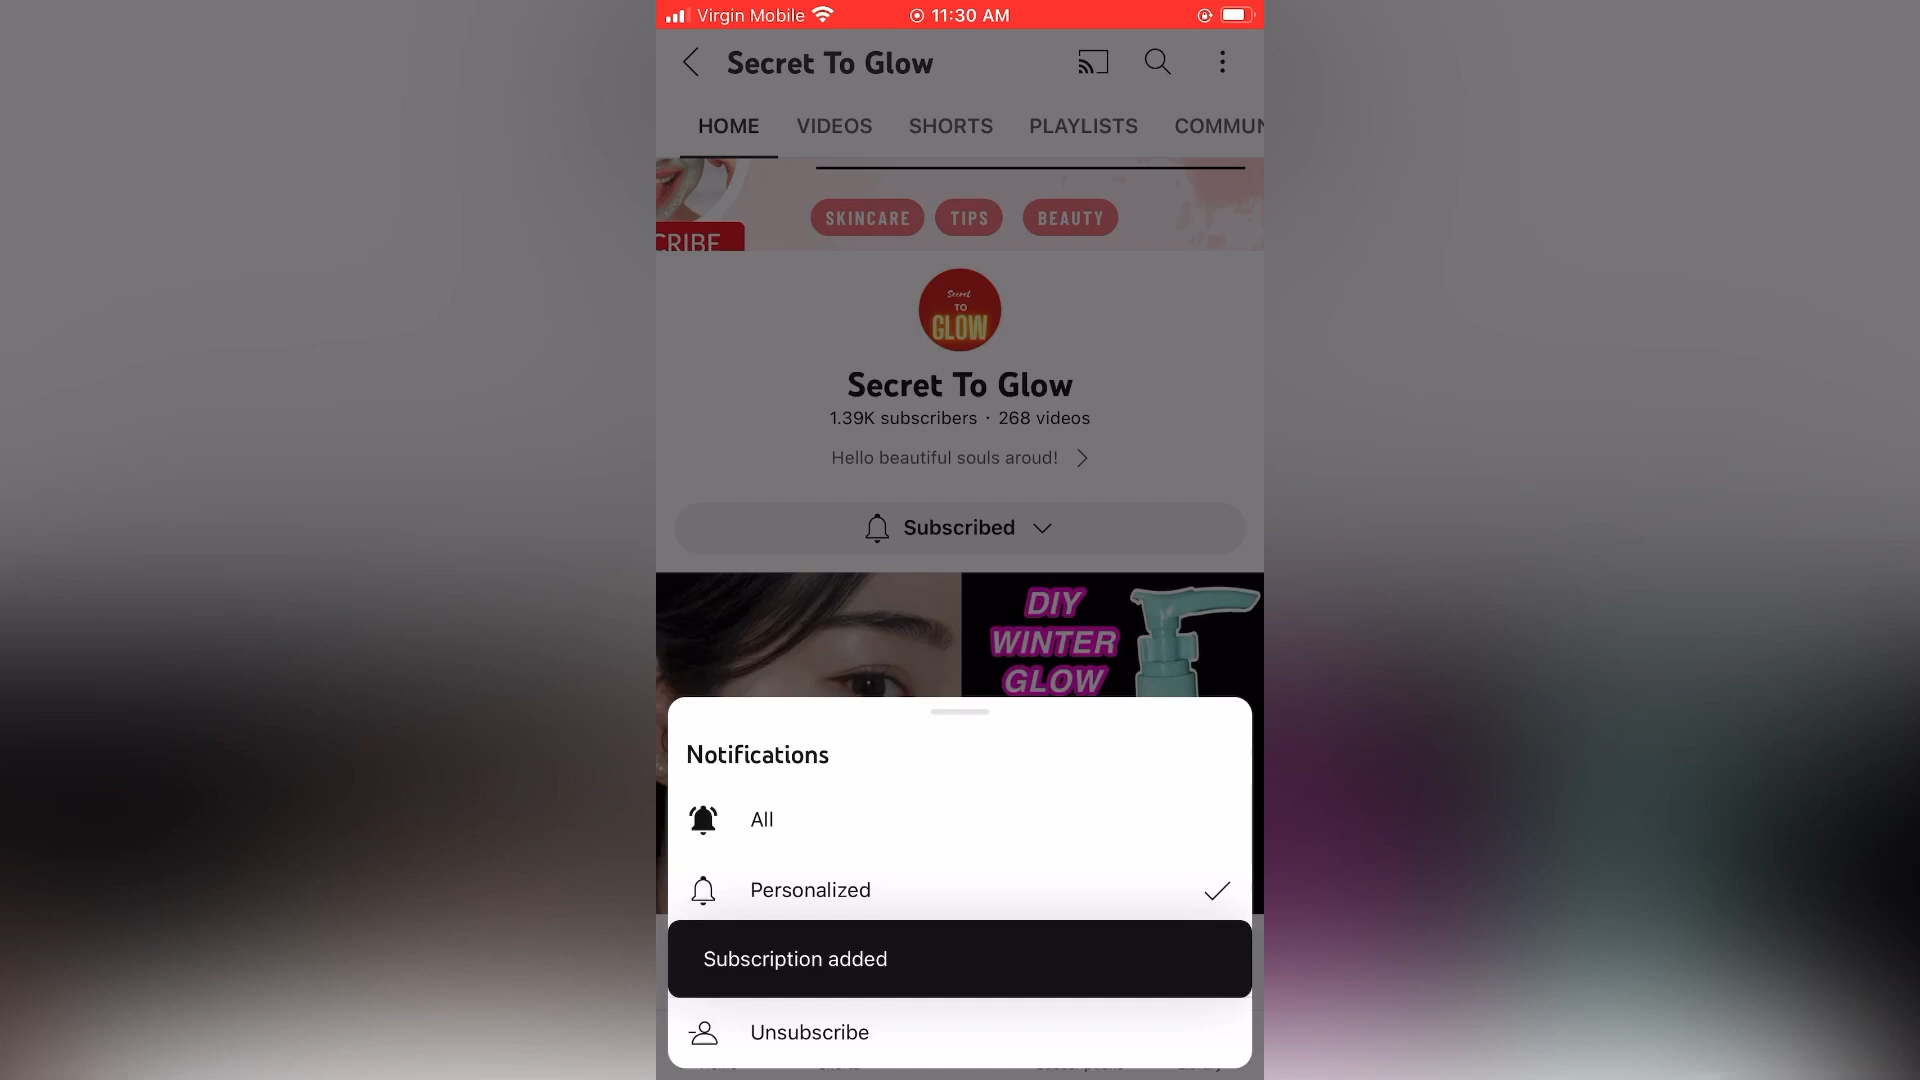 Virgin Mobile 11:30 AM
Secret To Glow
HOME VIDEOS SHORTS PLAYLISTS COMMUN
SKINCARE TIPS BEAUTY
CRIBE
Secret
TO
GLOW
Secret To Glow
1.39K subscribers · 268 videos
Hello beautiful souls aroud!
Subscribed
DIY
WINTER
GLOW
Notifications
All
Personalized
Subscription added
Unsubscribe